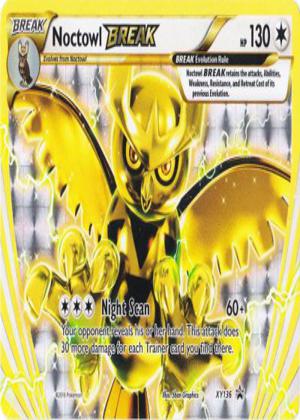 BREAK
Noctowl BREAK HP 130
Evolves from Noctowl
BREAK Evolution Rule
Noctowl BREAK retains the attacks, Abilities,
Weakness, Resistance, and Retreat Cost of its
previous Evolution.
Night Scan 60+
Your opponent reveals his or her hand. This attack does
30 more damage for each Trainer card you find there.
©2016 Pokémon Illus. 5ban Graphics XY136